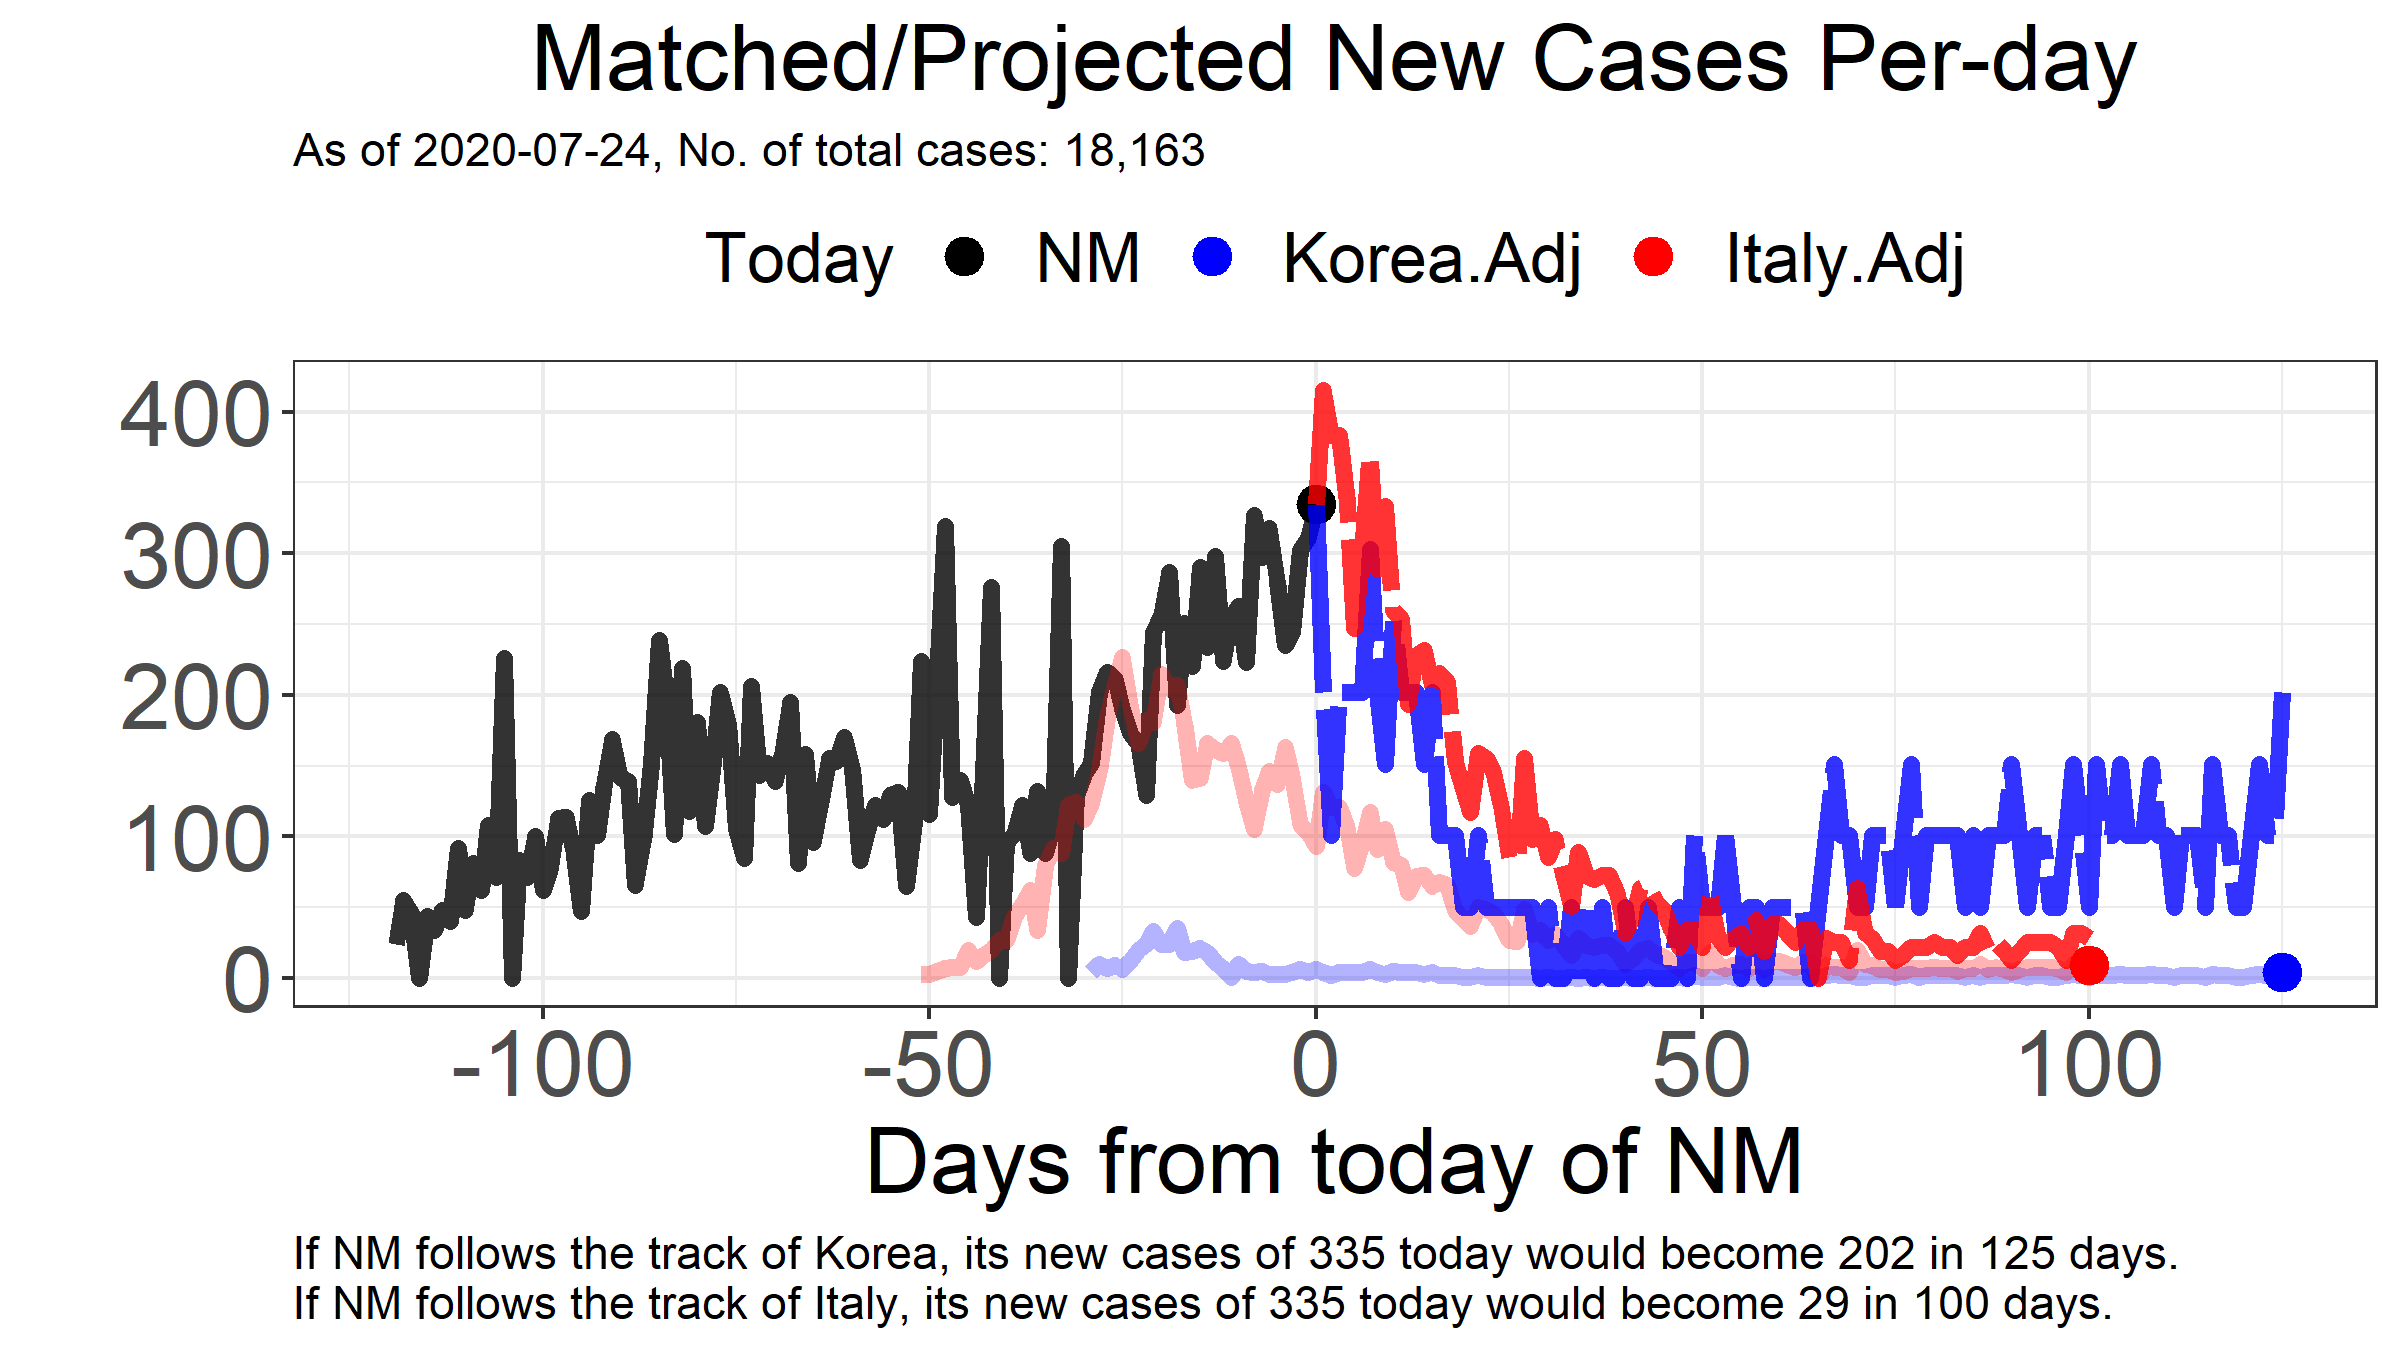 Matched/Projected New Cases Per-day
As of 2020-07-24, No. of total cases: 18,163
Today NM Korea.Adj Italy.Adj
400
300
200
100
0
-100 -50 0 50 100
Days from today of NM
If NM follows the track of Korea, its new cases of 335 today would become 202 in 125 days.
If NM follows the track of Italy, its new cases of 335 today would become 29 in 100 days.